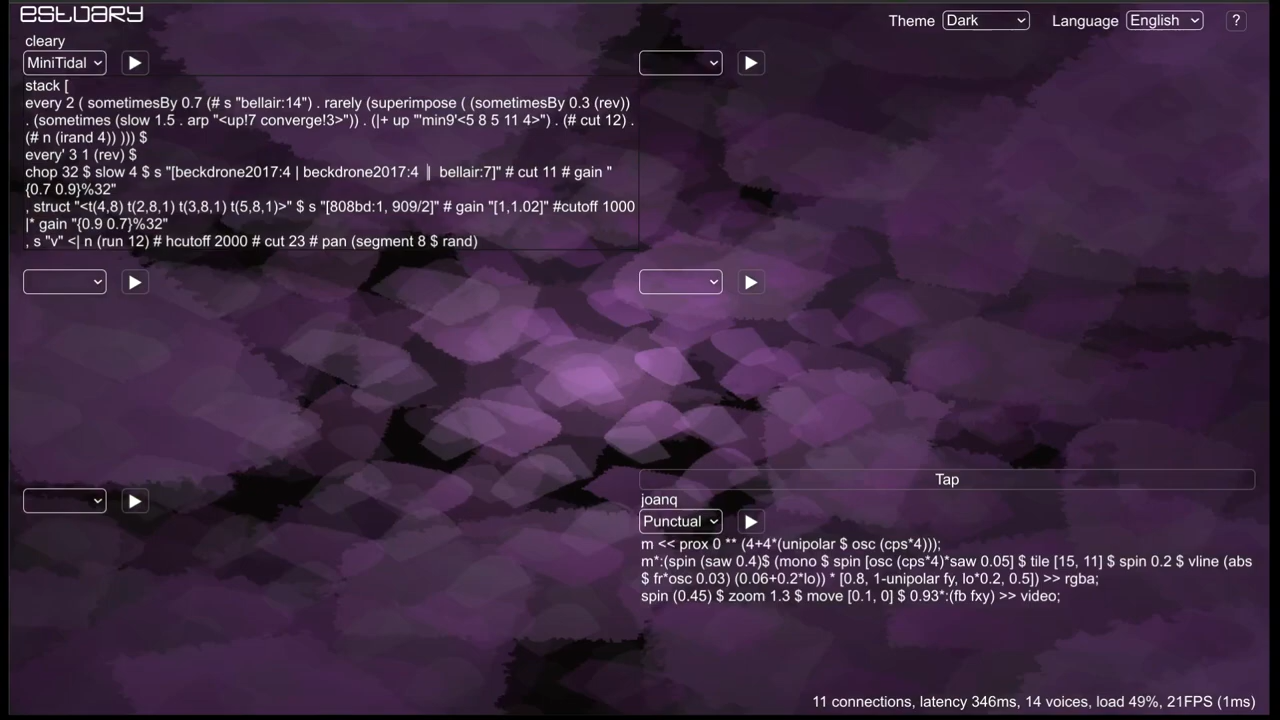 estuary
Theme Dark Language English ?
cleary
MiniTidal
stack [
every 2 ( sometimesBy 0.7 (# s "bellair:14") . rarely (superimpose ( (sometimesBy 0.3 (rev))
. (sometimes (slow 1.5 . arp "<up!7 converge!3>")) . (|+ up "'min9'<5 8 5 11 4>") . (# cut 12) .
(# n (irand 4)) ))) $
every' 3 1 (rev) $
chop 32 $ slow 4 $ s "[beckdrone2017:4 | beckdrone2017:4 | bellair:7]" # cut 11 # gain "
{0.7 0.9}%32"
, struct "<t(4,8) t(2,8,1) t(3,8,1) t(5,8,1)>" $ s "[808bd:1, 909/2]" # gain "[1,1.02]" #cutoff 1000
|* gain "{0.9 0.7}%32"
, s "v" <| n (run 12) # hcutoff 2000 # cut 23 # pan (segment 8 $ rand)
Tap
joanq
Punctual
m << prox 0 ** (4+4*(unipolar $ osc (cps*4)));
m*:(spin (saw 0.4)$ (mono $ spin [osc (cps*4)*saw 0.05] $ tile [15, 11] $ spin 0.2 $ vline (abs
$ fr*osc 0.03) (0.06+0.2*lo)) * [0.8, 1-unipolar fy, lo*0.2, 0.5]) >> rgba;
spin (0.45) $ zoom 1.3 $ move [0.1, 0] $ 0.93*:(fb fxy) >> video;
11 connections, latency 346ms, 14 voices, load 49%, 21FPS (1ms)